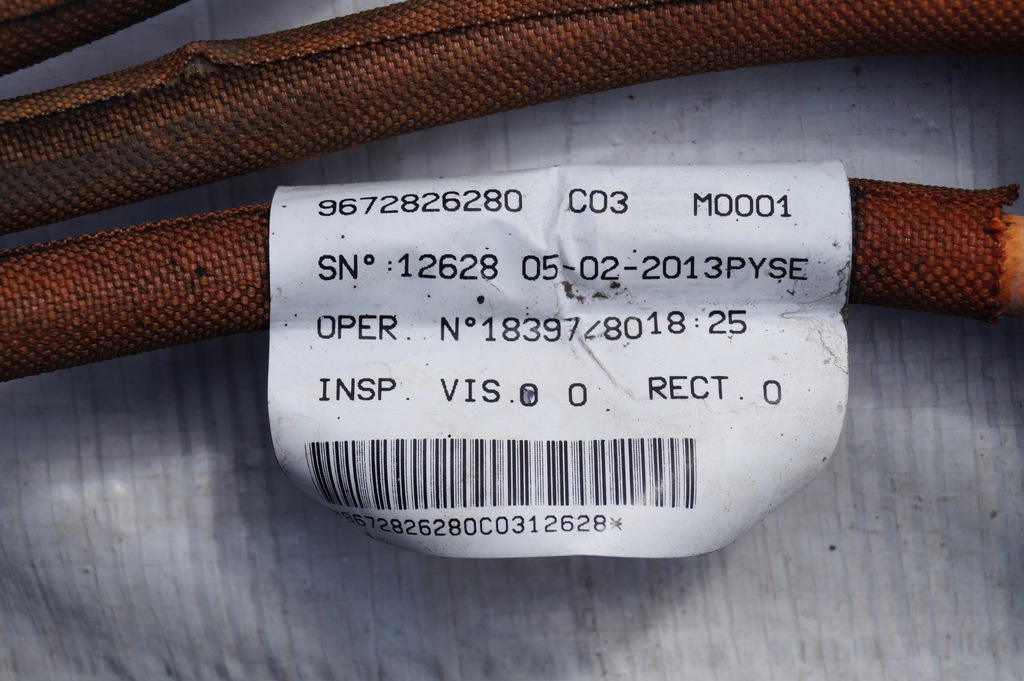 9672826280 C03 M0001
SN°:12628 05-02-2013PYSE
OPER. N°18397/8018:25
INSP. VIS.0 0 RECT.0
*9672826280C0312628*